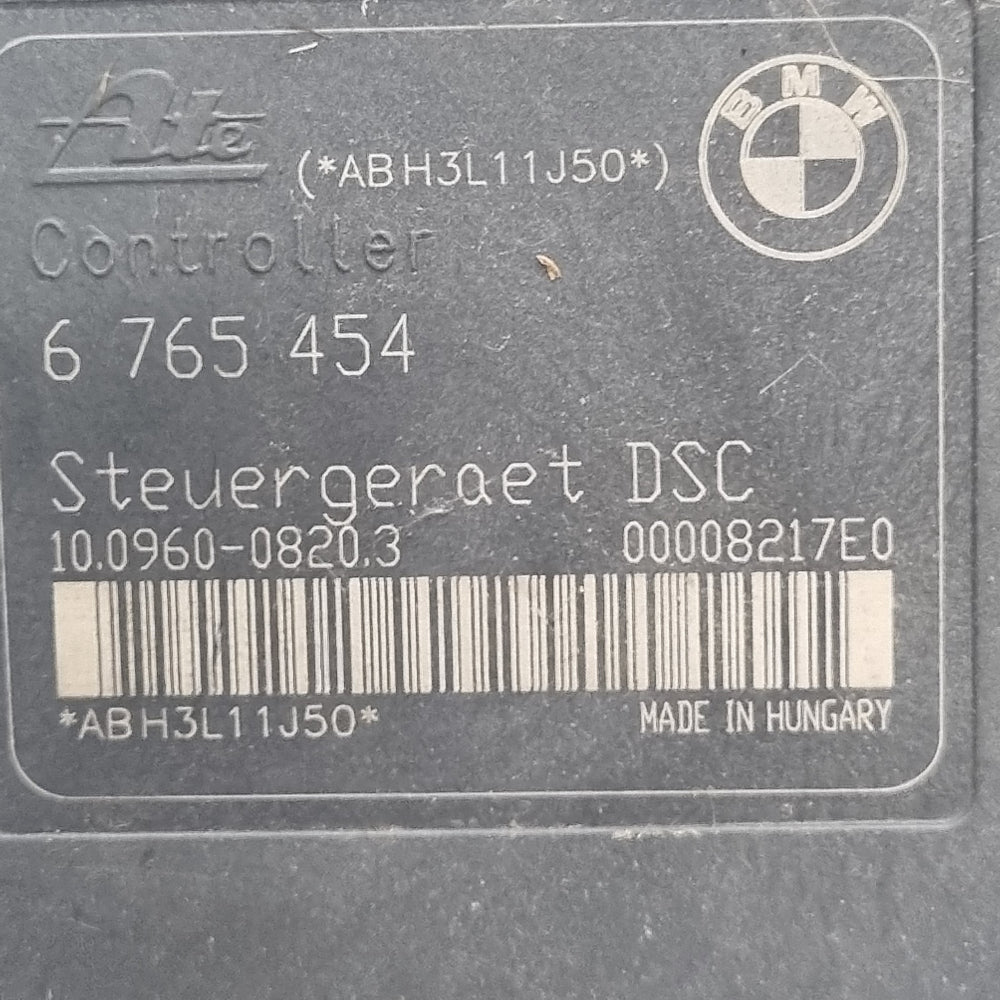 Ate
(*ABH3L11J50*)
BMW
Controller
6 765 454
Steuergeraet DSC
10.0960-0820.3 00008217E0
*ABH3L11J50* MADE IN HUNGARY